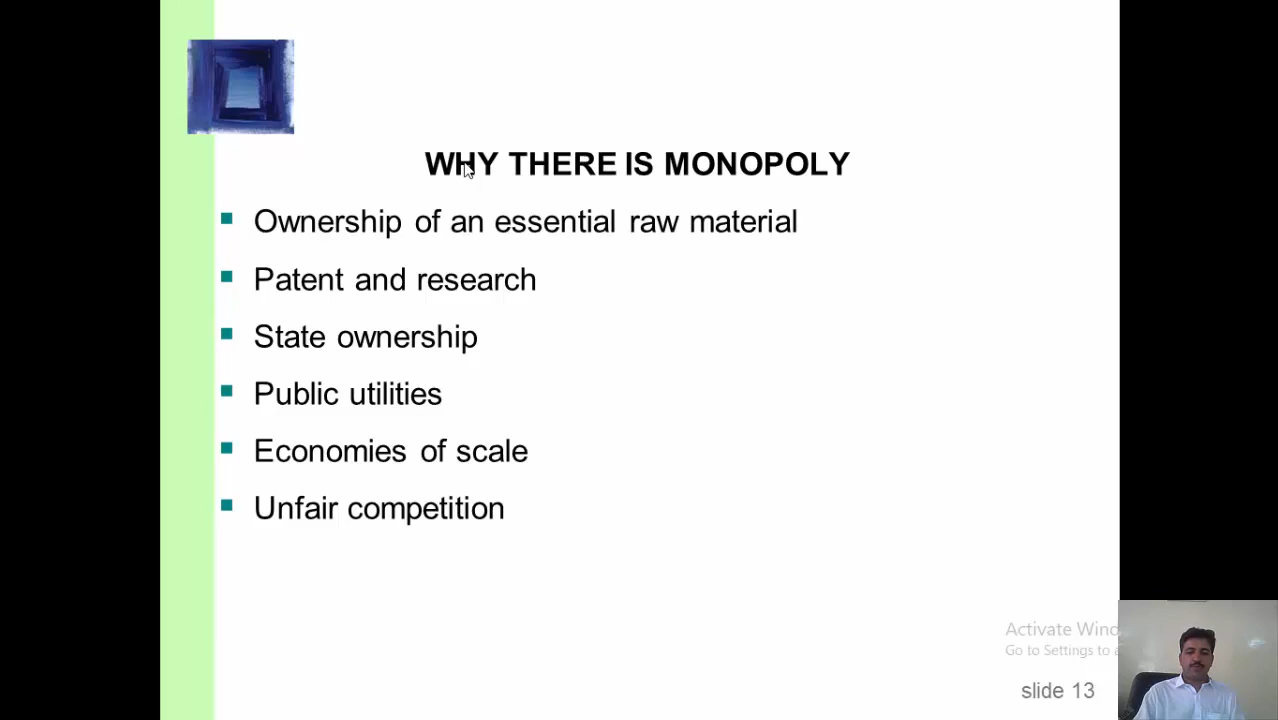 WHY THERE IS MONOPOLY
Ownership of an essential raw material
Patent and research
State ownership
Public utilities
Economies of scale
Unfair competition
Activate
Go to Settings to
slide 13